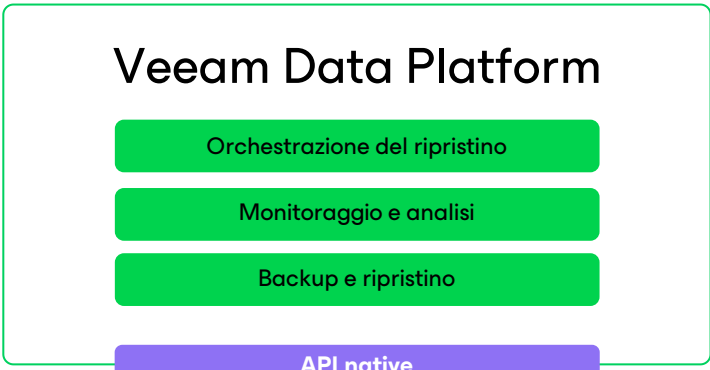 Veeam Data Platform
Orchestrazione del ripristino
Monitoraggio e analisi
Backup e ripristino
API native